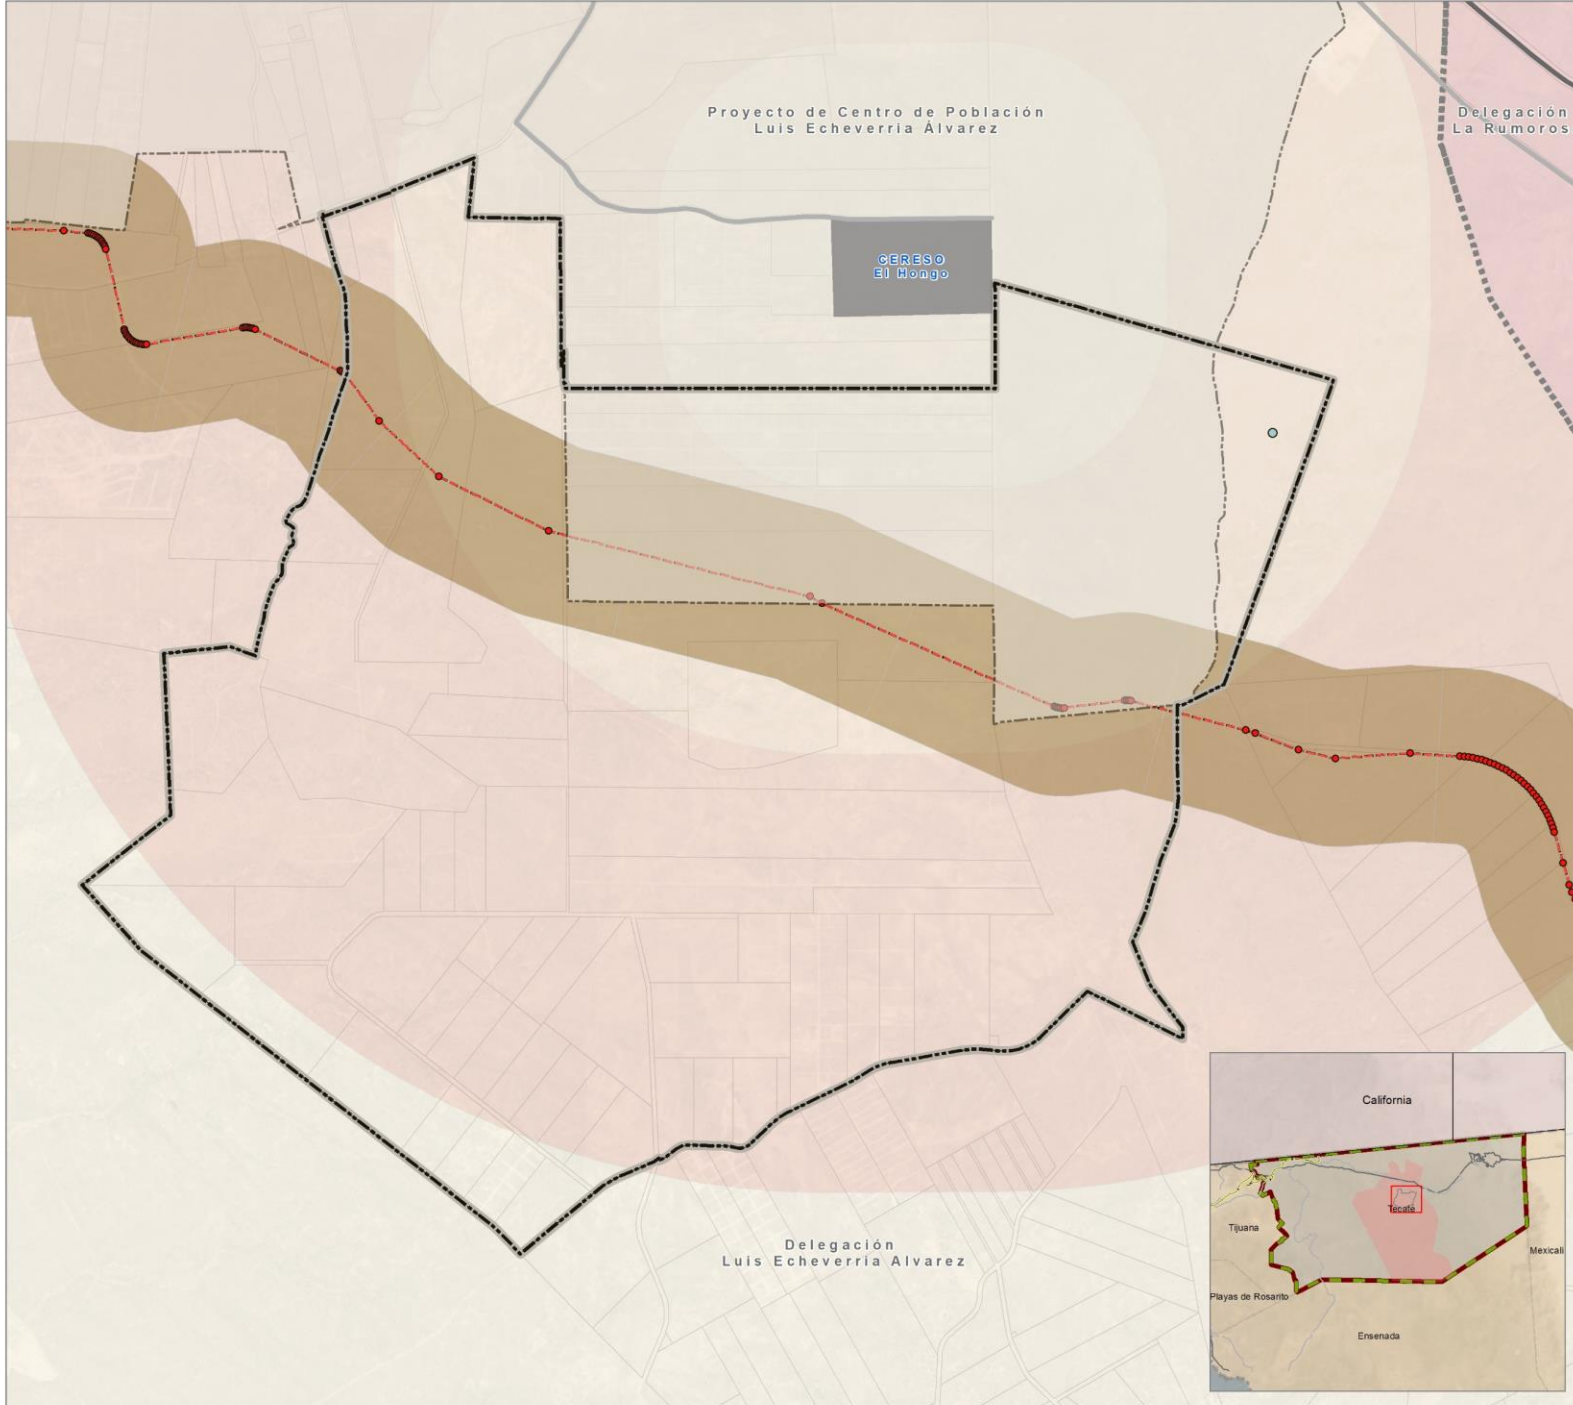 Proyecto de Centro de Población
Luis Echeverria Álvarez
Delegación
La Rumoros
CERESO
El Hongo
Delegación
Luis Echeverria Alvarez
California
Tijuana
Tecate
Mexicali
Playas de Rosarito
Ensenada